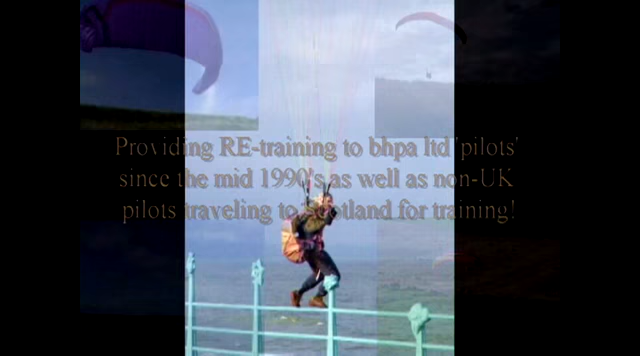 Providing RE-training to bhpa ltd 'pilots'
since the mid 1990's as well as non-UK
pilots traveling to Scotland for training!